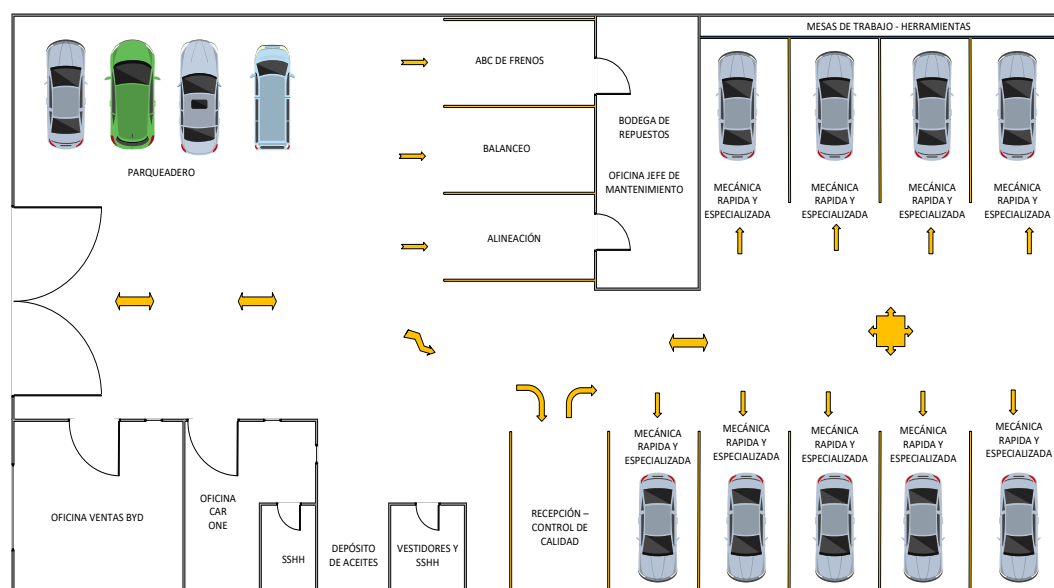 MESAS DE TRABAJO - HERRAMIENTAS
ABC DE FRENOS
BODEGA DE
REPUESTOS
BALANCEO
PARQUEADERO
OFICINA JEFE DE
MANTENIMIENTO
MECÁNICA
RAPIDA Y
ESPECIALIZADA
MECÁNICA
RAPIDA Y
ESPECIALIZADA
MECÁNICA
RAPIDA Y
ESPECIALIZADA
MECÁNICA
RAPIDA Y
ESPECIALIZADA
ALINEACIÓN
MECÁNICA
RAPIDA Y
ESPECIALIZADA
MECÁNICA
RAPIDA Y
ESPECIALIZADA
MECÁNICA
RAPIDA Y
ESPECIALIZADA
MECÁNICA
RAPIDA Y
ESPECIALIZADA
MECÁNICA
RAPIDA Y
ESPECIALIZADA
OFICINA VENTAS BYD
OFICINA
CAR
ONE
SSHH
DEPÓSITO
DE ACEITES
VESTIDORES Y
SSHH
RECEPCIÓN –
CONTROL DE
CALIDAD